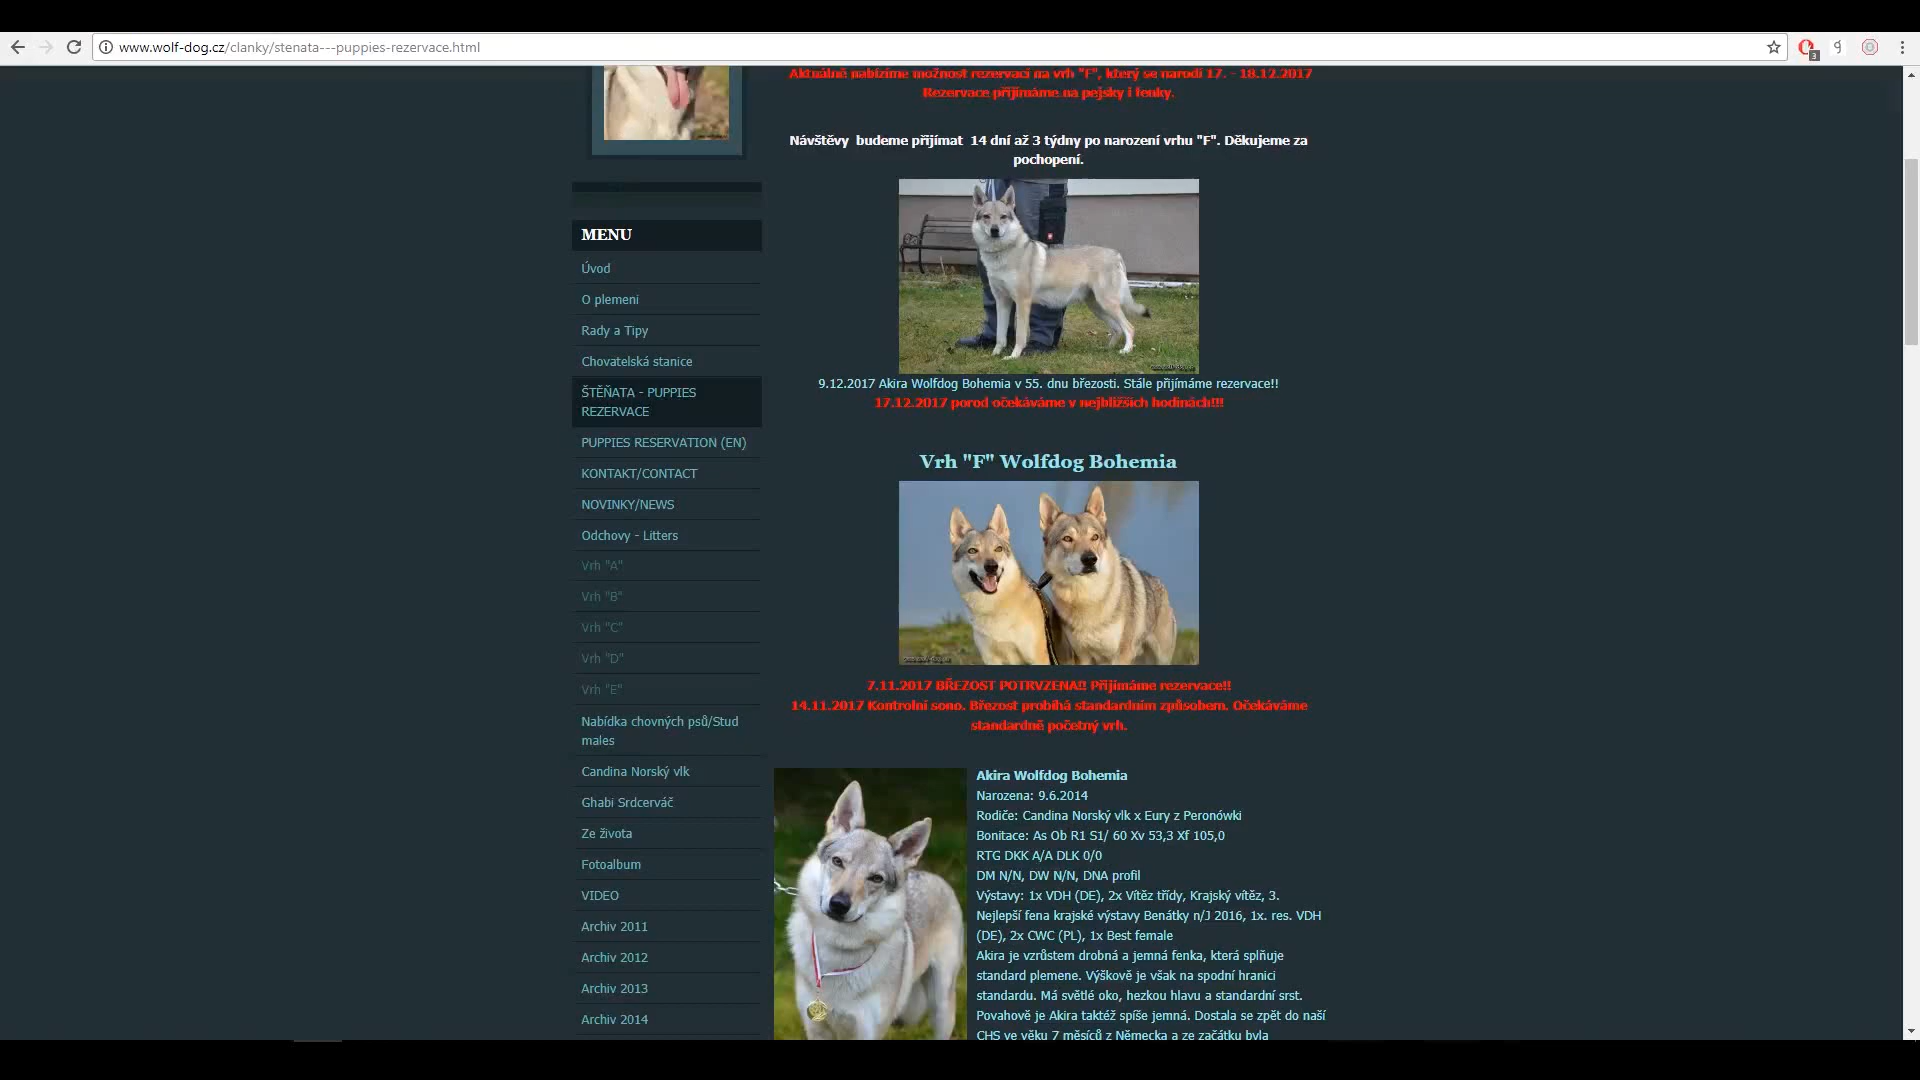 www.wolf-dog.cz/clanky/stenata---puppies-rezervace.html
3
Aktuálně nabízíme možnost rezervací na vrh "F", který se narodí 17. - 18.12.2017
Rezervace přijímáme na pejsky i fenky.
Návštěvy budeme přijímat 14 dní až 3 týdny po narození vrhu "F". Děkujeme za
pochopení.
9.12.2017 Akira Wolfdog Bohemia v 55. dnu březosti. Stále přijímáme rezervace!!
17.12.2017 porod očekáváme v nejbližších hodinách!!!
Vrh "F" Wolfdog Bohemia
7.11.2017 BŘEZOST POTRVZENA!! Přijímáme rezervace!!
14.11.2017 Kontrolní sono. Březost probíhá standardním způsobem. Očekáváme
standardně početný vrh.
Akira Wolfdog Bohemia
Narozena: 9.6.2014
Rodiče: Candina Norský vlk x Eury z Peronówki
Bonitace: As Ob R1 S1/ 60 Xv 53,3 Xf 105,0
RTG DKK A/A DLK 0/0
DM N/N, DW N/N, DNA profil
Výstavy: 1x VDH (DE), 2x Vítěz třídy, Krajský vítěz, 3.
Nejlepší fena krajské výstavy Benátky n/J 2016, 1x. res. VDH
(DE), 2x CWC (PL), 1x Best female
Akira je vzrůstem drobná a jemná fenka, která splňuje
standard plemene. Výškově je však na spodní hranici
standardu. Má světlé oko, hezkou hlavu a standardní srst.
Povahově je Akira taktéž spíše jemná. Dostala se zpět do naší
CHS ve věku 7 měsíců z Německa a ze začátku byla
MENU
Úvod
O plemeni
Rady a Tipy
Chovatelská stanice
ŠTĚŇATA - PUPPIES
REZERVACE
PUPPIES RESERVATION (EN)
KONTAKT/CONTACT
NOVINKY/NEWS
Odchovy - Litters
Vrh "A"
Vrh "B"
Vrh "C"
Vrh "D"
Vrh "E"
Nabídka chovných psů/Stud
males
Candina Norský vlk
Ghabi Srdcerváč
Ze života
Fotoalbum
VIDEO
Archiv 2011
Archiv 2012
Archiv 2013
Archiv 2014